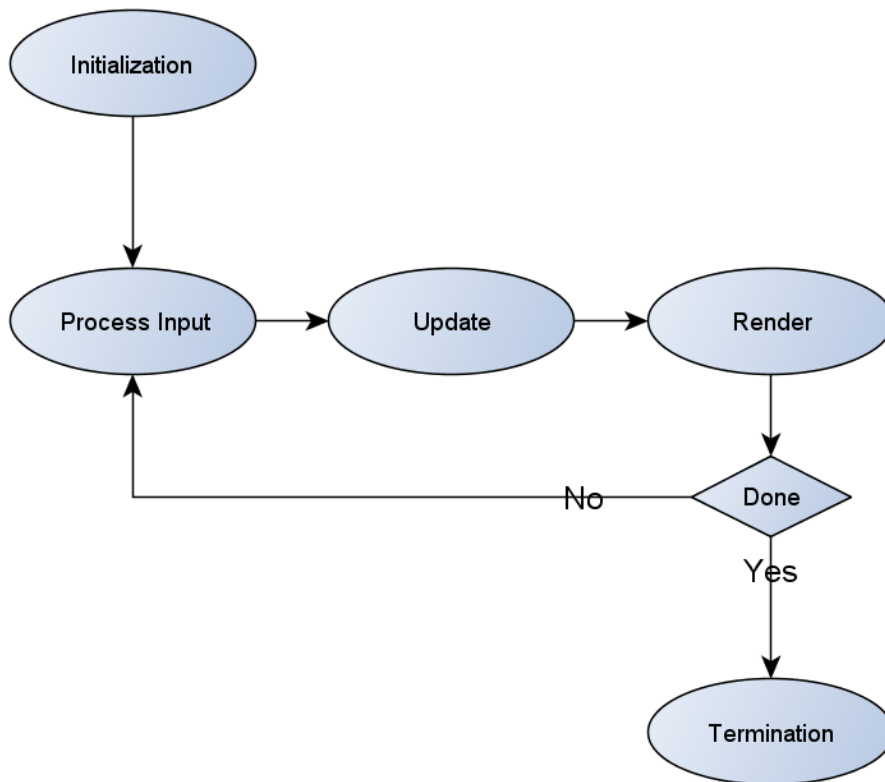 Initialization
Process Input
Update
Render
Done
No
Yes
Termination